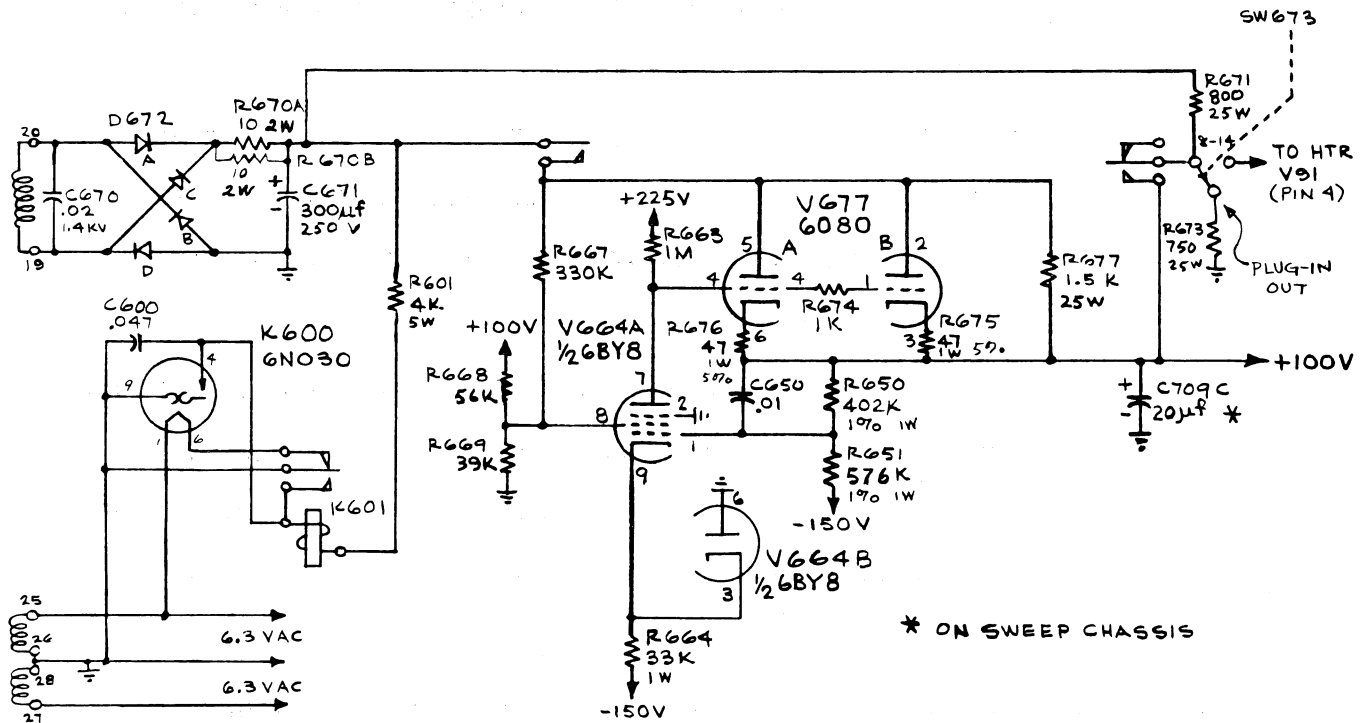 SW673
R671
800
25W
8-14
TO HTR
V91
(PIN 4)
R673
750
25W
PLUG-IN
OUT
20
19
D672
A
C
B
D
C670
.02
1.4KV
R670A
10 2W
R670B
10
2W
+
C671
300µf
250V
-
R601
4K
5W
C600
.047
K600
6N030
4
9
1
6
K601
25
26
28
27
6.3 VAC
6.3 VAC
R667
330K
+225V
R663
1M
V677
6080
5
A
B
2
4
4
1
R674
1K
6
3
R676
47
1W
5%
R675
47
1W 5%
R677
1.5K
25W
+100V
R668
56K
R669
39K
V664A
½ 6BY8
7
8
2
1
9
C650
.01
R650
402K
1% 1W
R651
576K
1% 1W
-150V
+100V
+
C709C
20µf *
-
6
V664B
½ 6BY8
3
R664
33K
1W
-150V
* ON SWEEP CHASSIS